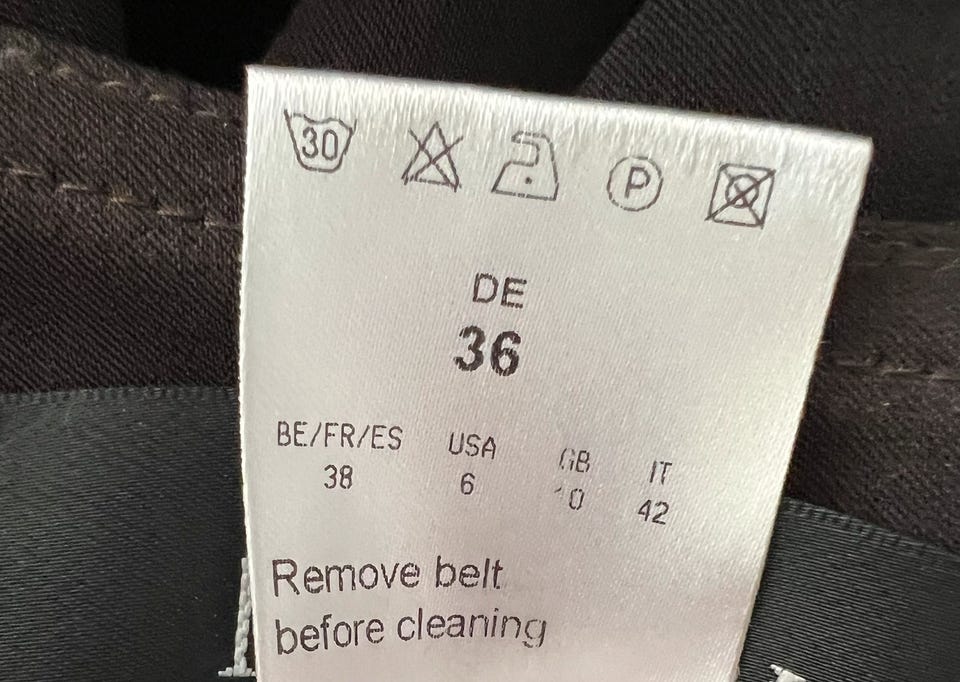 30 P
DE
36
BE/FR/ES USA GB IT
38 6 10 42
Remove belt
before cleaning